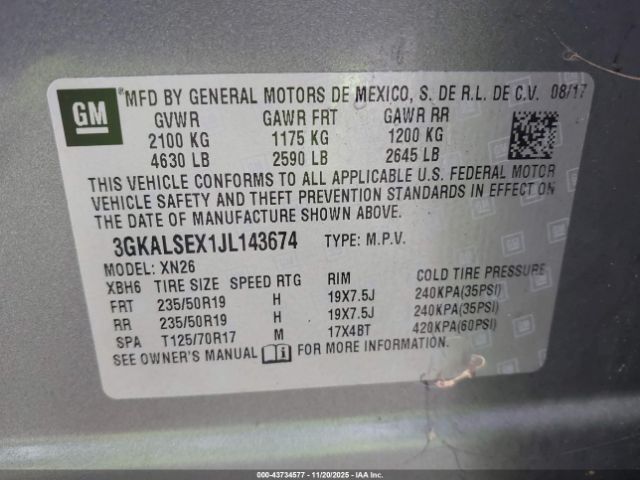 GM
MFD BY GENERAL MOTORS DE MEXICO, S. DE R.L. DE C.V. 08/17
GVWR GAWR FRT GAWR RR
2100 KG 1175 KG 1200 KG
4630 LB 2590 LB 2645 LB
THIS VEHICLE CONFORMS TO ALL APPLICABLE U.S. FEDERAL MOTOR
VEHICLE SAFETY AND THEFT PREVENTION STANDARDS IN EFFECT ON
THE DATE OF MANUFACTURE SHOWN ABOVE.
3GKALSEX1JL143674 TYPE: M.P.V.
MODEL: XN26
XBH6 TIRE SIZE SPEED RTG RIM COLD TIRE PRESSURE
FRT 235/50R19 H 19X7.5J 240KPA(35PSI)
RR 235/50R19 H 19X7.5J 240KPA(35PSI)
SPA T125/70R17 M 17X4BT 420KPA(60PSI)
SEE OWNER'S MANUAL i FOR MORE INFORMATION.
000-43734577 - 11/20/2025 - IAA Inc.